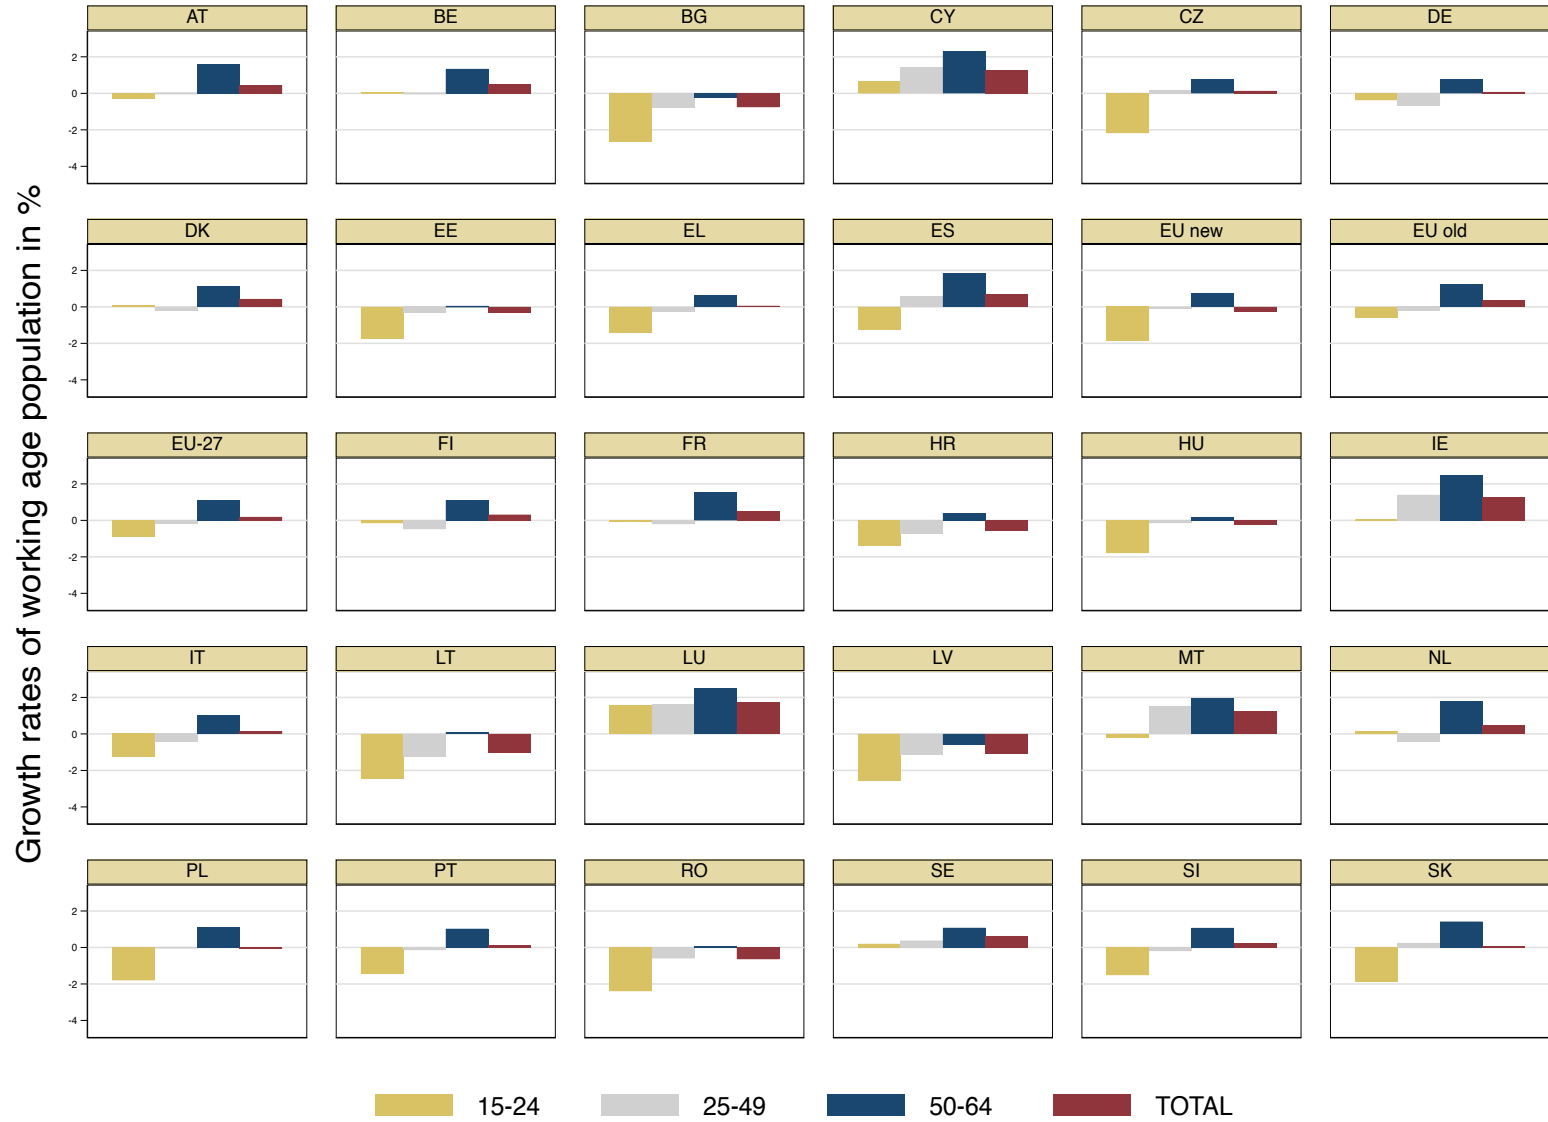 Growth rates of working age population in %
AT BE BG CY CZ DE
2
0
-2
-4
DK EE EL ES EU new EU old
2
0
-2
-4
EU-27 FI FR HR HU IE
2
0
-2
-4
IT LT LU LV MT NL
2
0
-2
-4
PL PT RO SE SI SK
2
0
-2
-4
15-24 25-49 50-64 TOTAL